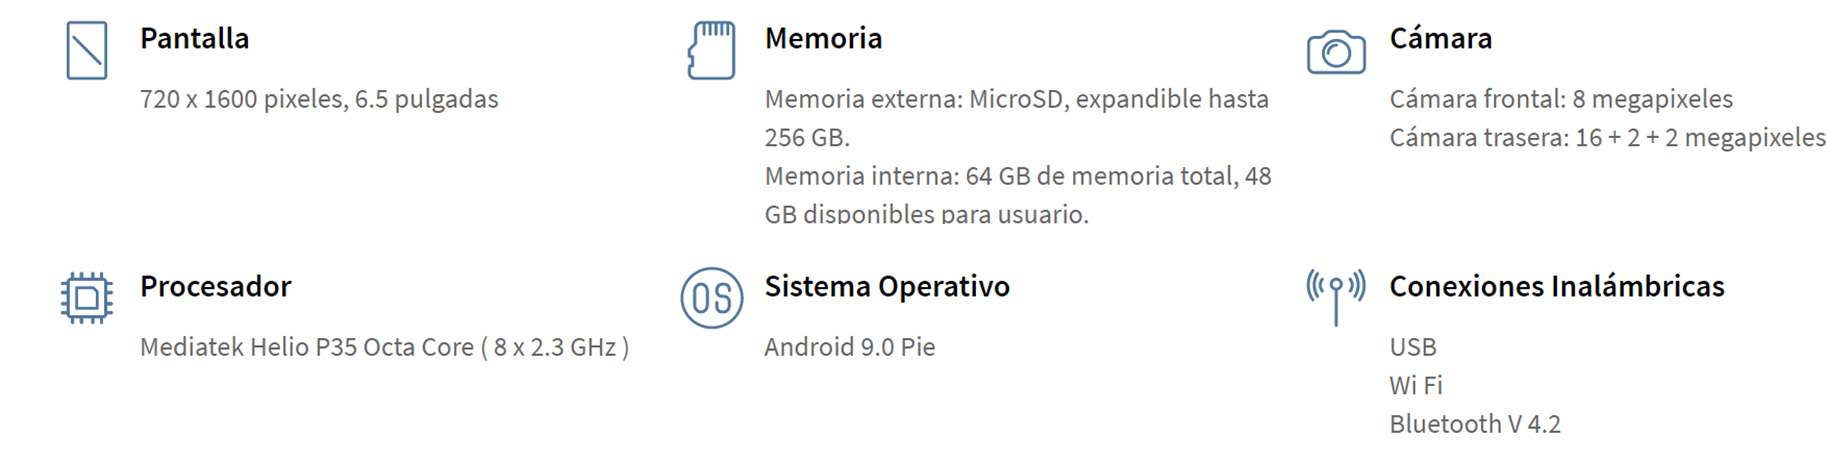 Pantalla
720 x 1600 pixeles, 6.5 pulgadas
Memoria
Memoria externa: MicroSD, expandible hasta
256 GB.
Memoria interna: 64 GB de memoria total, 48
GB disponibles para usuario.
Cámara
Cámara frontal: 8 megapixeles
Cámara trasera: 16 + 2 + 2 megapixeles
Procesador
Mediatek Helio P35 Octa Core ( 8 x 2.3 GHz )
OS
Sistema Operativo
Android 9.0 Pie
Conexiones Inalámbricas
USB
Wi Fi
Bluetooth V 4.2